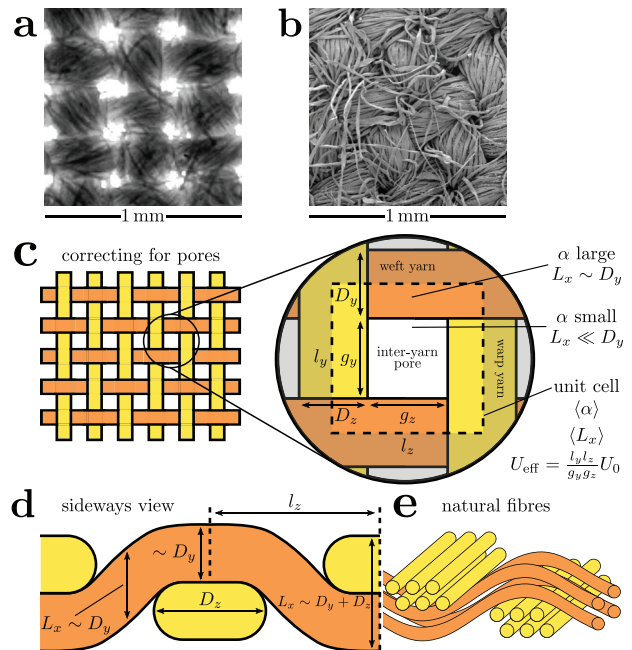 a
b
1 mm
1 mm
c
correcting for pores
weft yarn
D_y
α large
L_x ∼ D_y
α small
L_x ≪ D_y
l_y
g_y
inter-yarn
pore
warp yarn
unit cell
⟨α⟩
⟨L_x⟩
U_eff = \frac{l_y l_z}{g_y g_z} U_0
D_z
g_z
l_z
d
sideways view
l_z
e
natural fibres
∼ D_y
L_x ∼ D_y
D_z
L_x ∼ D_y + D_z